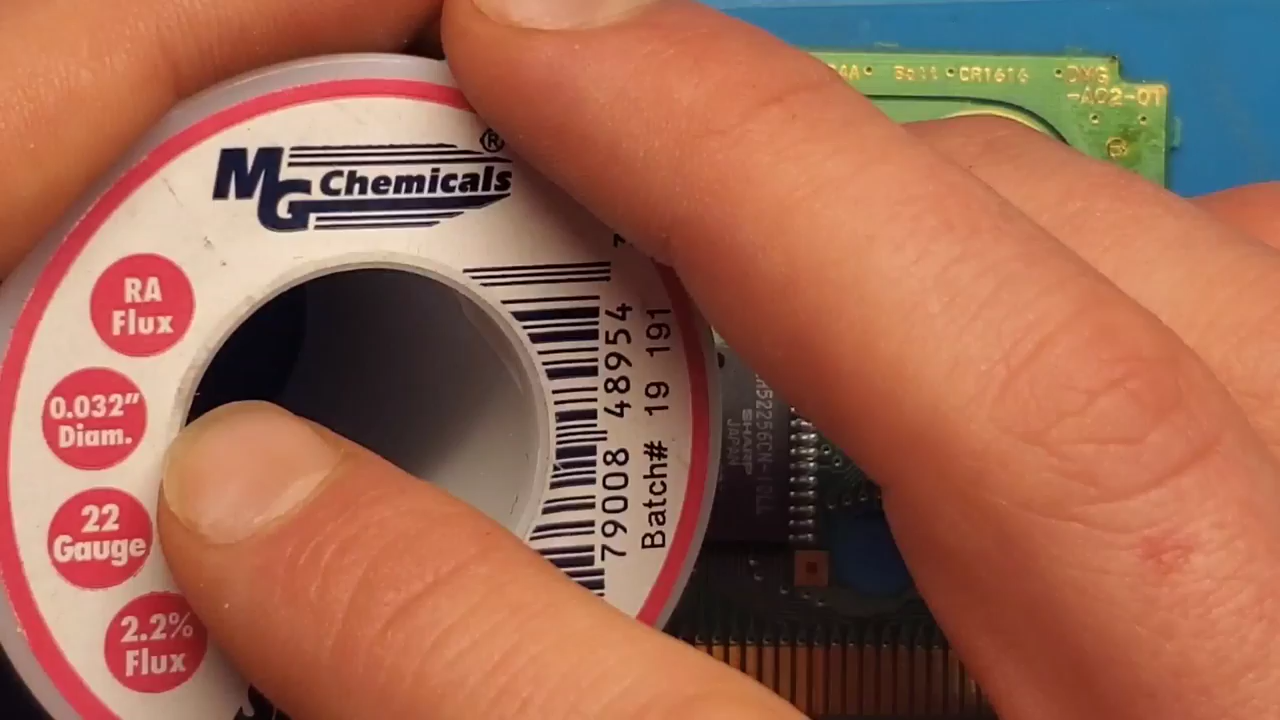 MG Chemicals®
RA
Flux
0.032"
Diam.
22
Gauge
2.2%
Flux
79008 48954
Batch# 19 191
Batt CR1616
DMG
-A02-01
SHARP
JAPAN